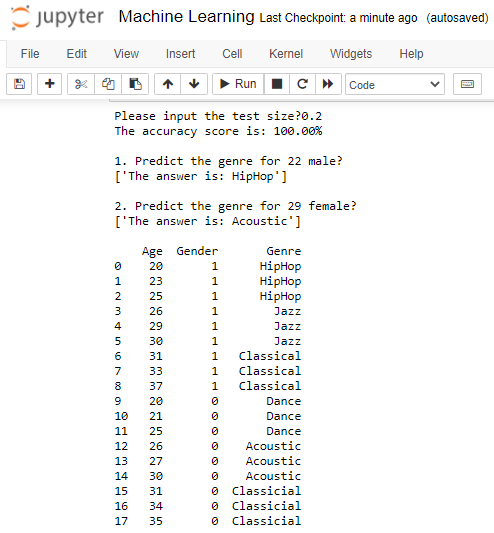 jupyter Machine Learning Last Checkpoint: a minute ago (autosaved)
File Edit View Insert Cell Kernel Widgets Help
Run Code
Please input the test size?0.2
The accuracy score is: 100.00%
1. Predict the genre for 22 male?
['The answer is: HipHop']
2. Predict the genre for 29 female?
['The answer is: Acoustic']
Age Gender Genre
0 20 1 HipHop
1 23 1 HipHop
2 25 1 HipHop
3 26 1 Jazz
4 29 1 Jazz
5 30 1 Jazz
6 31 1 Classical
7 33 1 Classical
8 37 1 Classical
9 20 0 Dance
10 21 0 Dance
11 25 0 Dance
12 26 0 Acoustic
13 27 0 Acoustic
14 30 0 Acoustic
15 31 0 Classicial
16 34 0 Classicial
17 35 0 Classicial